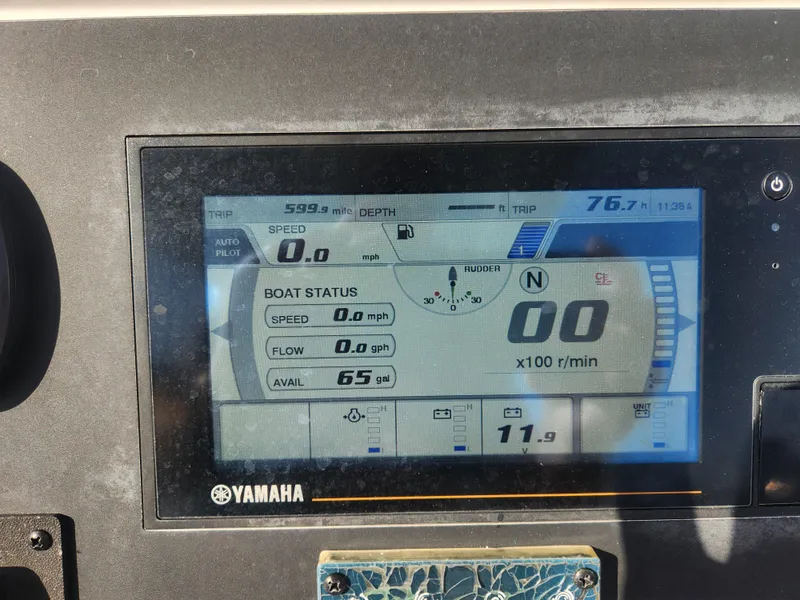 TRIP 599.9 mile DEPTH ft TRIP 76.7 h 11:35A
AUTO PILOT
SPEED
0.0 mph
RUDDER
30 0 30
N
BOAT STATUS
SPEED 0.0 mph
FLOW 0.0 gph
AVAIL 65 gal
00
x100 r/min
H
L
H
L
11.9
V
UNIT
H
L
YAMAHA